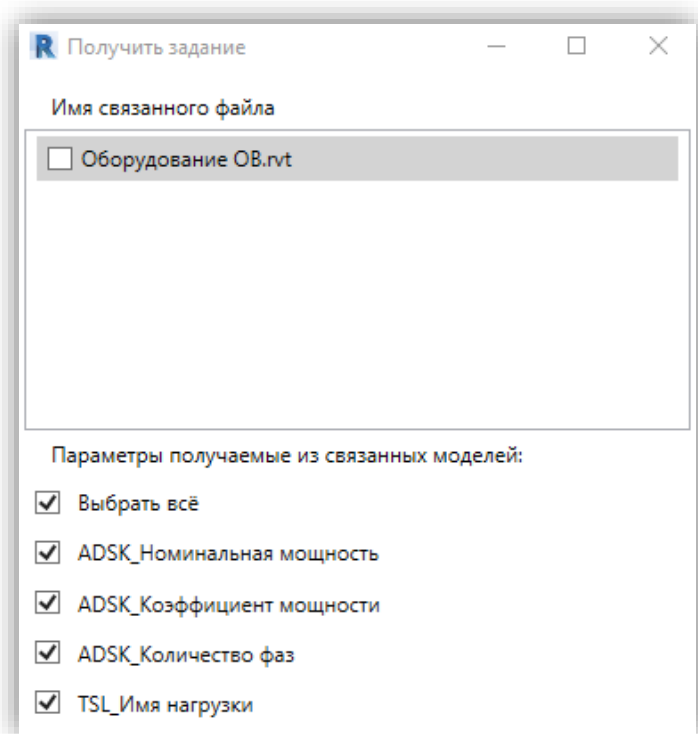 Получить задание
Имя связанного файла
Оборудование ОВ.rvt
Параметры получаемые из связанных моделей:
Выбрать всё
ADSK_Номинальная мощность
ADSK_Коэффициент мощности
ADSK_Количество фаз
TSL_Имя нагрузки